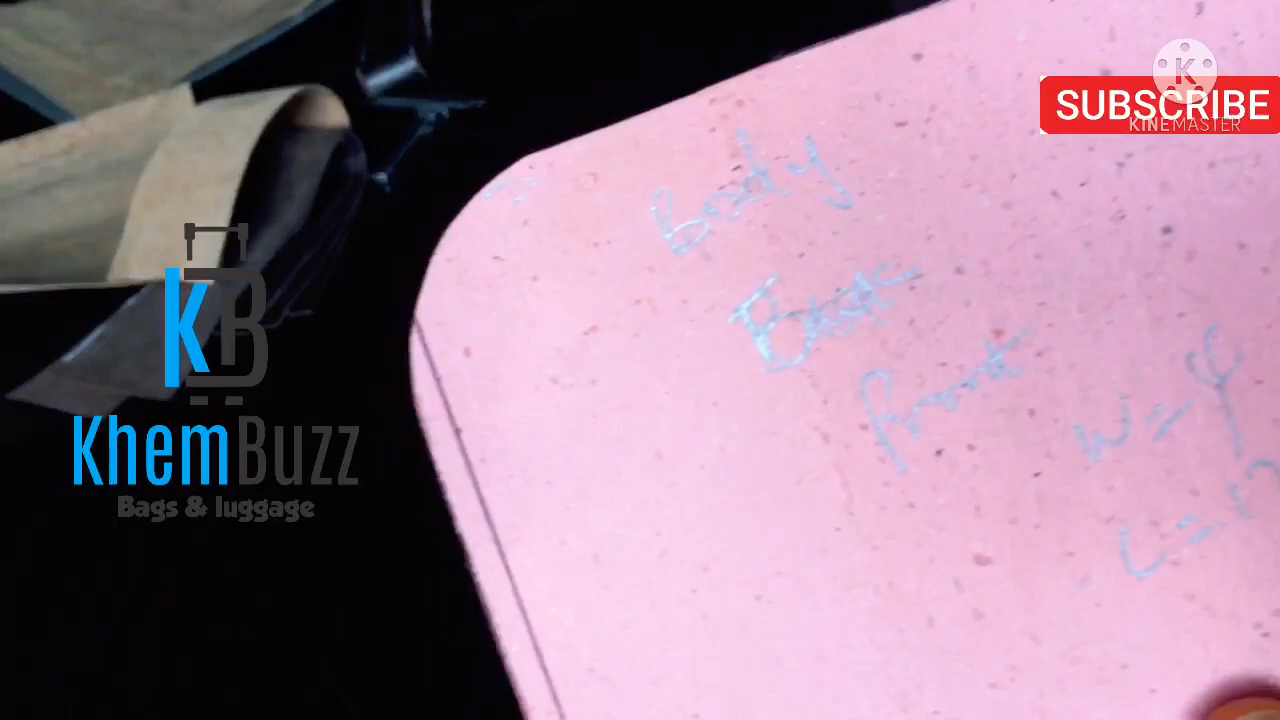 SUBSCRIBE
KINEMASTER
Body
Back
front
W =
L =
KB
KhemBuzz
Bags & luggage